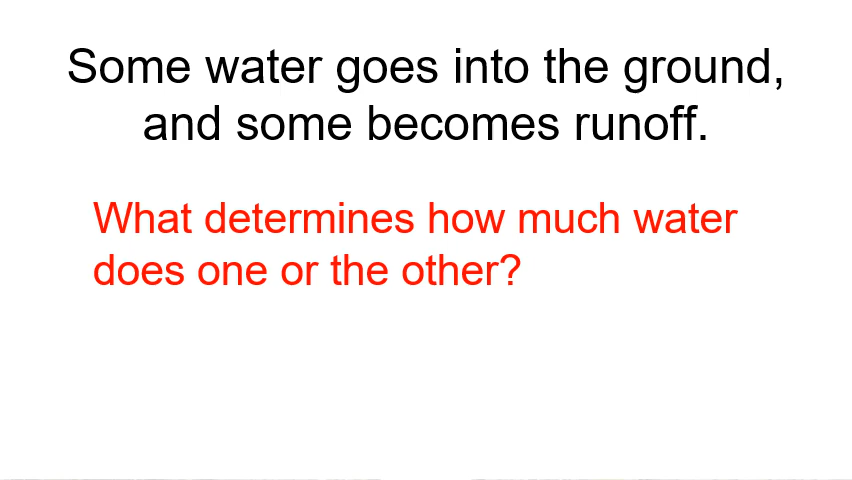 Some water goes into the ground,
and some becomes runoff.
What determines how much water
does one or the other?